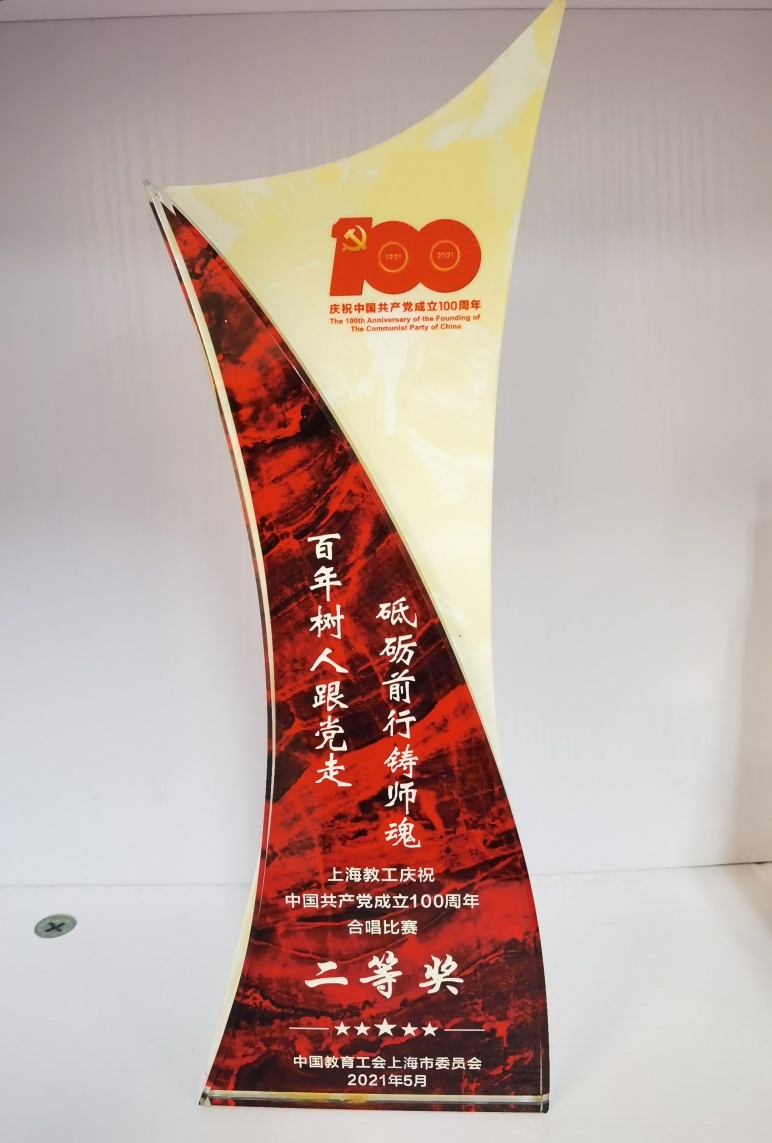 100
1921
2021
庆祝中国共产党成立100周年
The 100th Anniversary of the Founding of
The Communist Party of China
百年树人跟党走
砥砺前行铸师魂
上海教工庆祝
中国共产党成立100周年
合唱比赛
二等奖
中国教育工会上海市委员会
2021年5月